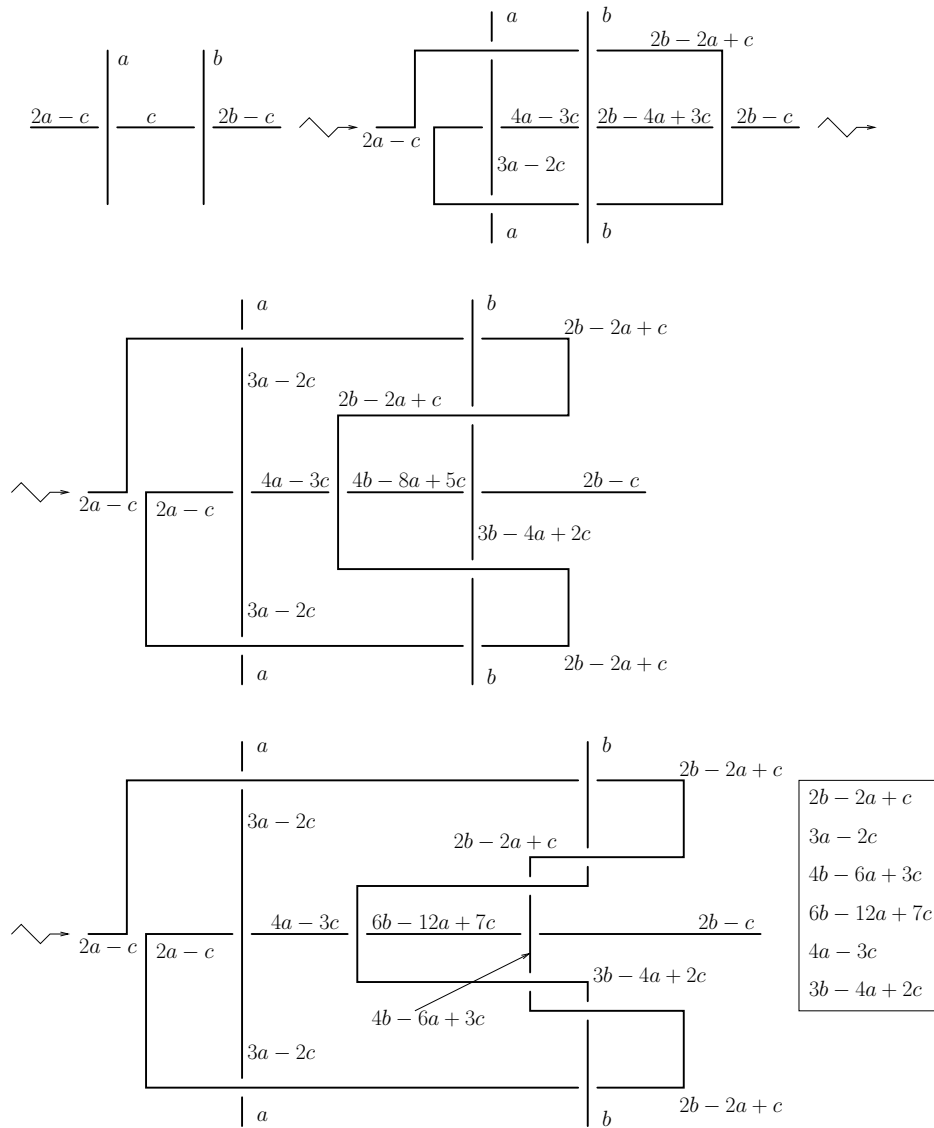 a b
2a − c c 2b − c
a b
2b − 2a + c
4a − 3c 2b − 4a + 3c 2b − c
2a − c
3a − 2c
a b
a b
2b − 2a + c
3a − 2c
2b − 2a + c
4a − 3c 4b − 8a + 5c 2b − c
2a − c 2a − c
3b − 4a + 2c
3a − 2c
2b − 2a + c
a b
a b
2b − 2a + c
3a − 2c
2b − 2a + c
4a − 3c 6b − 12a + 7c 2b − c
2a − c 2a − c
3b − 4a + 2c
4b − 6a + 3c
3a − 2c
2b − 2a + c
a b
2b − 2a + c
3a − 2c
4b − 6a + 3c
6b − 12a + 7c
4a − 3c
3b − 4a + 2c